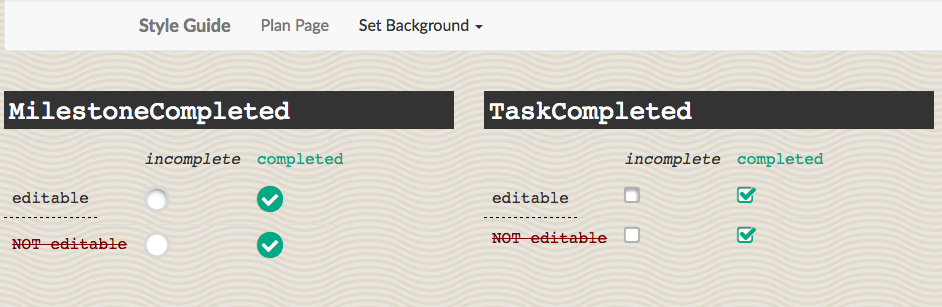 Style Guide Plan Page Set Background
MilestoneCompleted
incomplete completed
editable
NOT editable
TaskCompleted
incomplete completed
editable
NOT editable